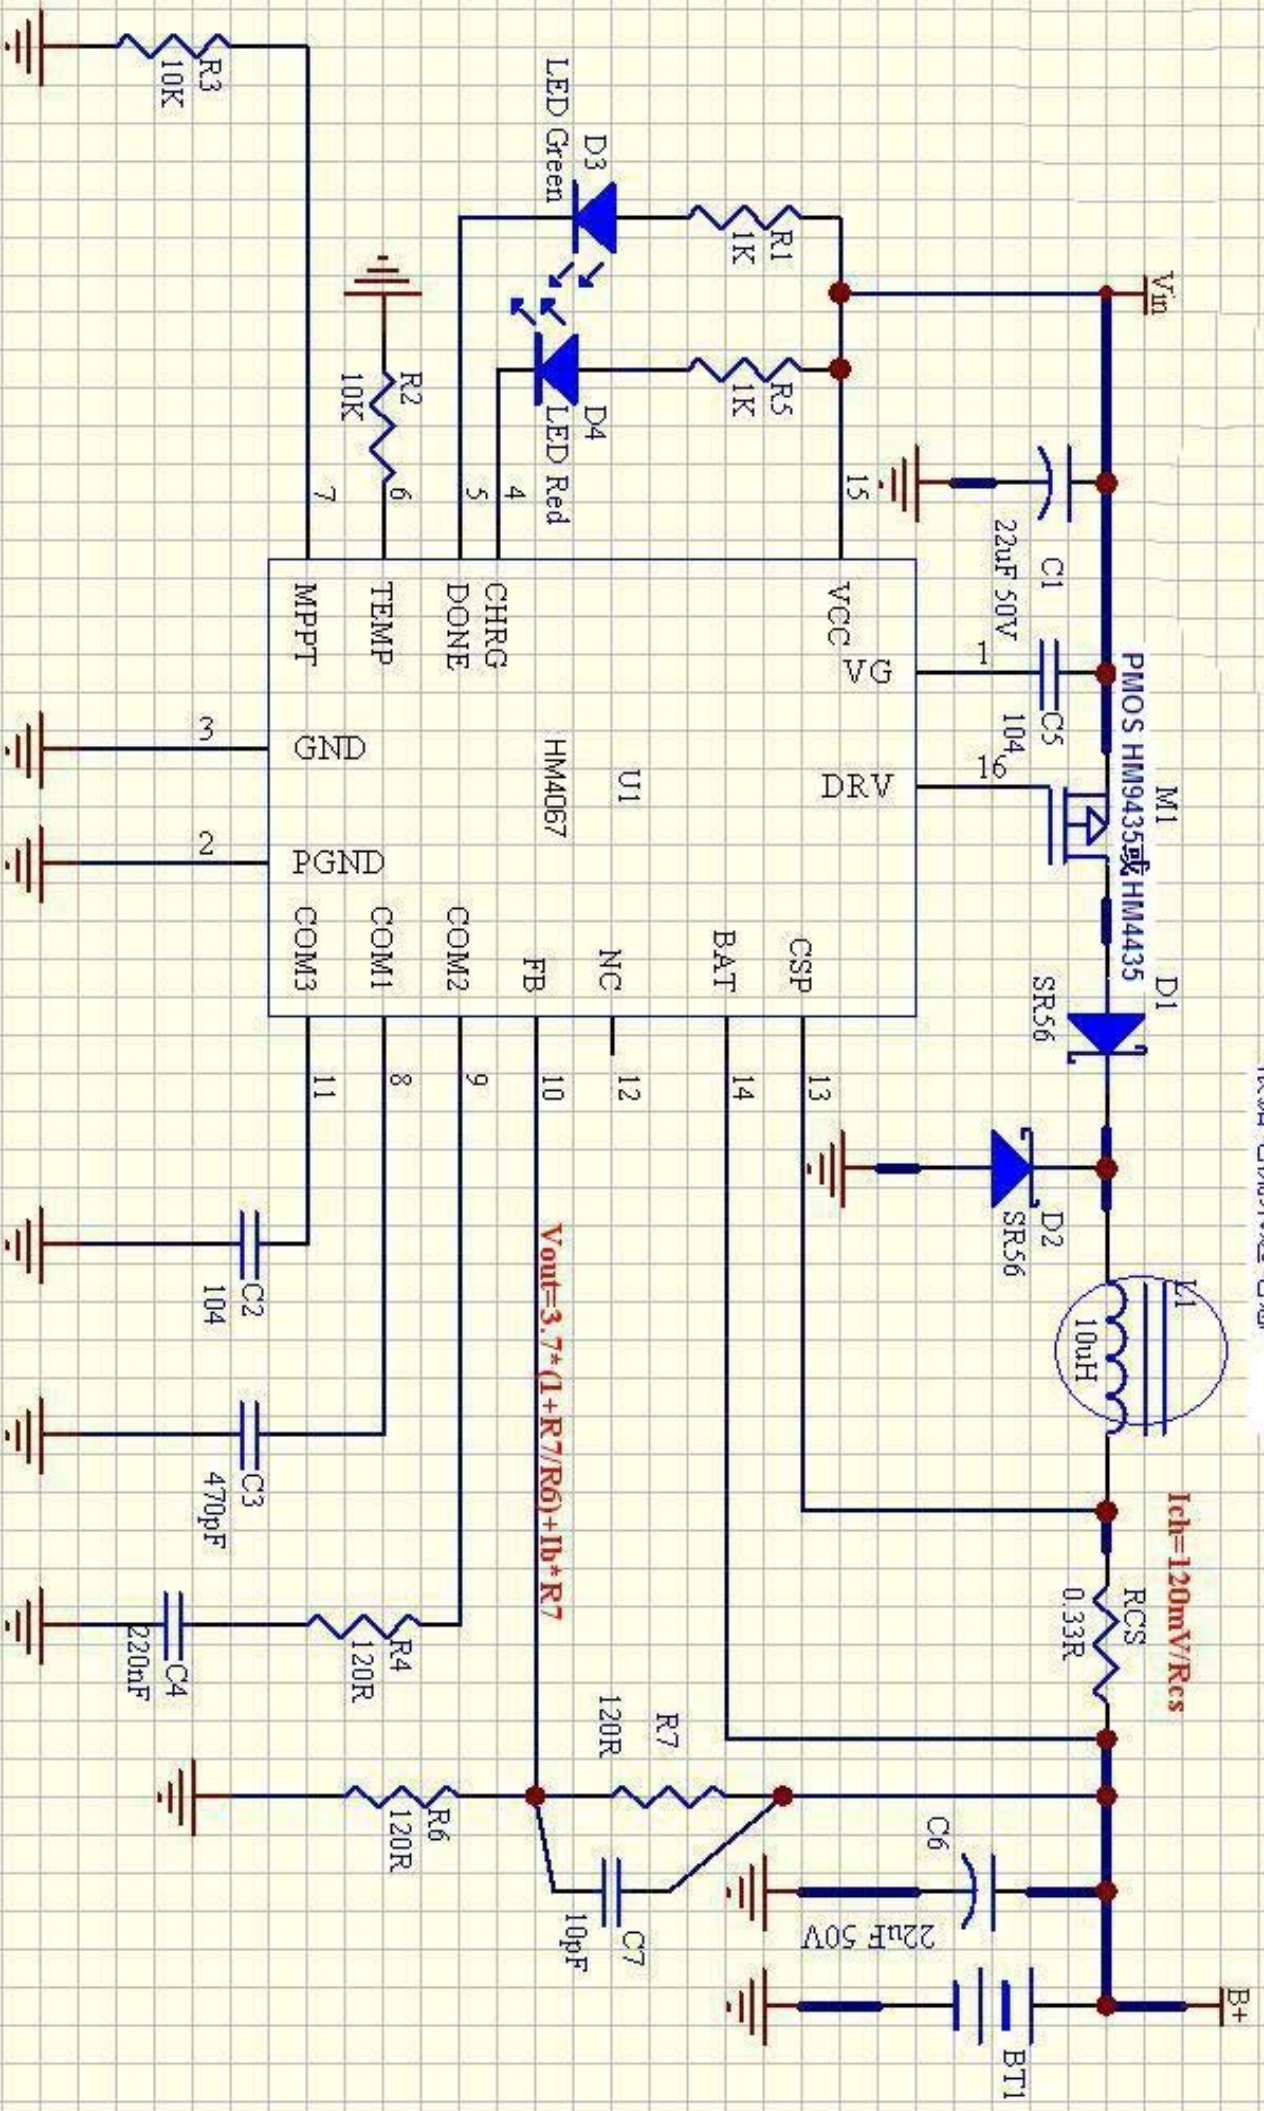 Vin
B+
Ich=120mV/Rcs
M1
PMOS HM9435或HM4435
D1
SR56
L1
10uH
RCS
0.33R
C1
22uF 50V
C5
104
D2
SR56
R1
1K
R5
1K
D3
LED Green
D4
LED Red
15
1
16
VCC
VG
DRV
CSP
13
BAT
14
C6
22uF 50V
BT1
U1
HM4067
NC
12
4
CHRG
5
DONE
FB
10
Vout=3.7*(1+R7/R6)+Ib*R7
R7
120R
C7
10pF
R2
10K
6
TEMP
COM2
9
COM1
8
7
MPPT
GND
3
PGND
2
COM3
11
R3
10K
C2
104
C3
470pF
R4
120R
C4
220nF
R6
120R